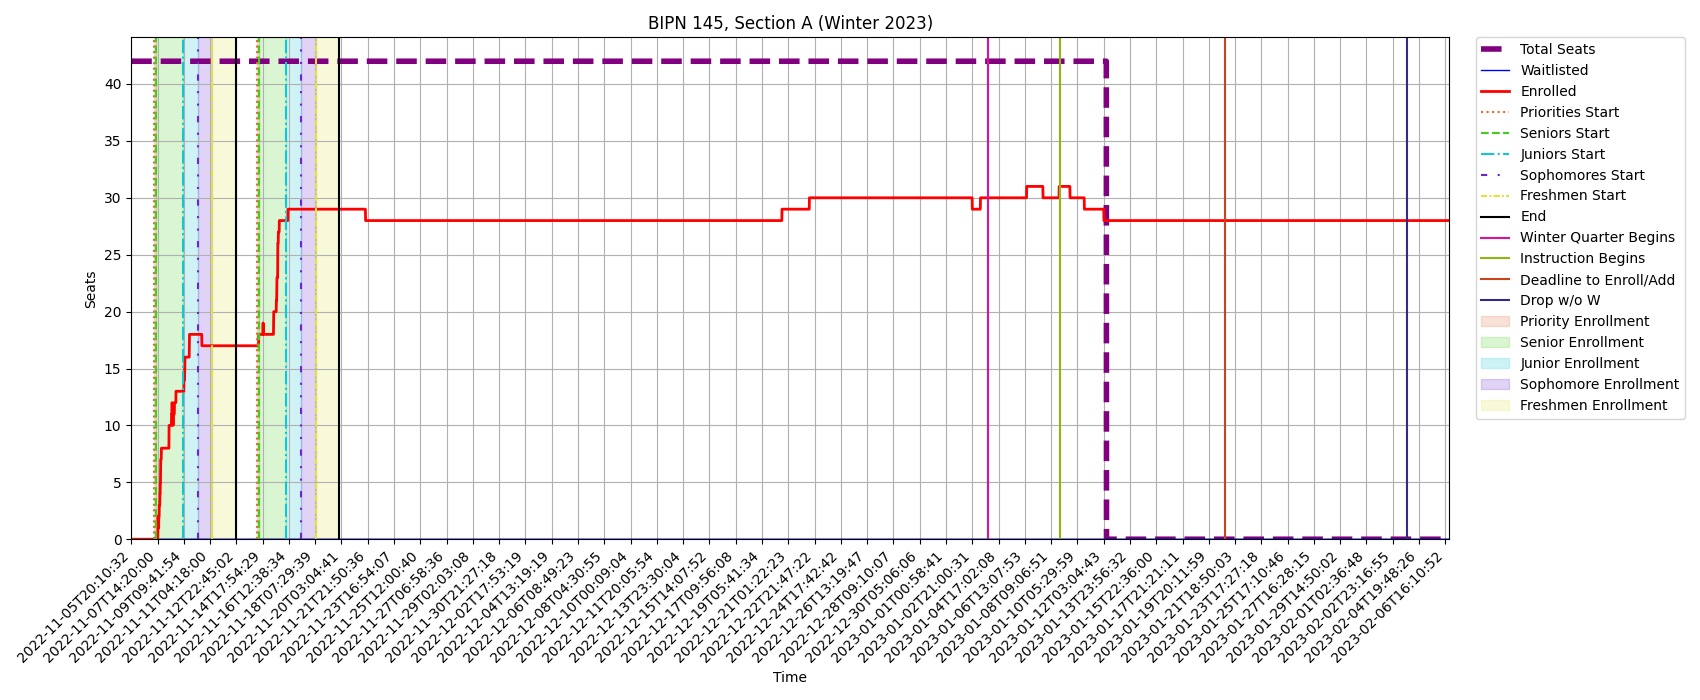 BIPN 145, Section A (Winter 2023)
Seats
40
35
30
25
20
15
10
5
0
2022-11-05T20:10:32
2022-11-07T14:20:00
2022-11-09T09:41:54
2022-11-11T04:18:00
2022-11-12T22:45:02
2022-11-14T17:54:29
2022-11-16T12:38:34
2022-11-18T07:29:39
2022-11-20T03:04:41
2022-11-21T21:50:36
2022-11-23T16:54:07
2022-11-25T12:00:40
2022-11-27T06:58:36
2022-11-29T02:03:08
2022-11-30T21:27:18
2022-12-02T17:53:19
2022-12-04T13:19:19
2022-12-06T08:49:23
2022-12-08T04:30:55
2022-12-10T00:09:04
2022-12-11T20:05:54
2022-12-13T23:30:04
2022-12-15T14:07:52
2022-12-17T09:56:08
2022-12-19T05:41:34
2022-12-21T01:22:23
2022-12-22T21:47:22
2022-12-24T17:42:42
2022-12-26T13:19:47
2022-12-28T09:10:07
2022-12-30T05:06:06
2023-01-01T00:58:41
2023-01-02T21:00:31
2023-01-04T17:02:08
2023-01-06T13:07:53
2023-01-08T09:06:51
2023-01-10T05:29:59
2023-01-12T03:04:43
2023-01-13T23:56:32
2023-01-15T22:36:00
2023-01-17T21:21:11
2023-01-19T20:11:59
2023-01-21T18:50:03
2023-01-23T17:27:18
2023-01-25T17:10:46
2023-01-27T16:28:15
2023-01-29T14:50:02
2023-02-01T02:36:48
2023-02-02T23:16:55
2023-02-04T19:48:26
2023-02-06T16:10:52
Time
Total Seats
Waitlisted
Enrolled
Priorities Start
Seniors Start
Juniors Start
Sophomores Start
Freshmen Start
End
Winter Quarter Begins
Instruction Begins
Deadline to Enroll/Add
Drop w/o W
Priority Enrollment
Senior Enrollment
Junior Enrollment
Sophomore Enrollment
Freshmen Enrollment